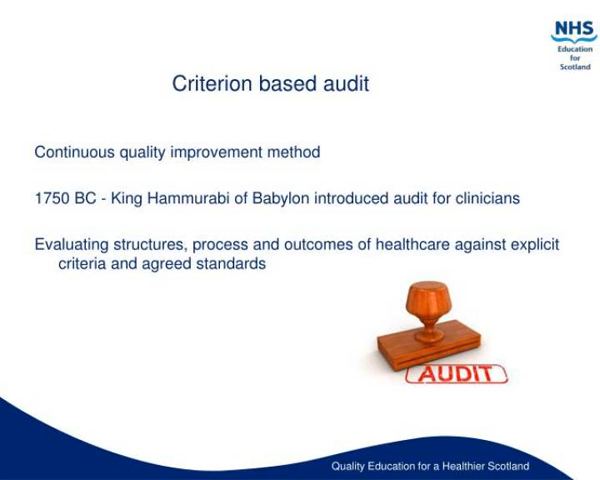 NHS
Education
for
Scotland
Criterion based audit
Continuous quality improvement method
1750 BC - King Hammurabi of Babylon introduced audit for clinicians
Evaluating structures, process and outcomes of healthcare against explicit
criteria and agreed standards
AUDIT
Quality Education for a Healthier Scotland